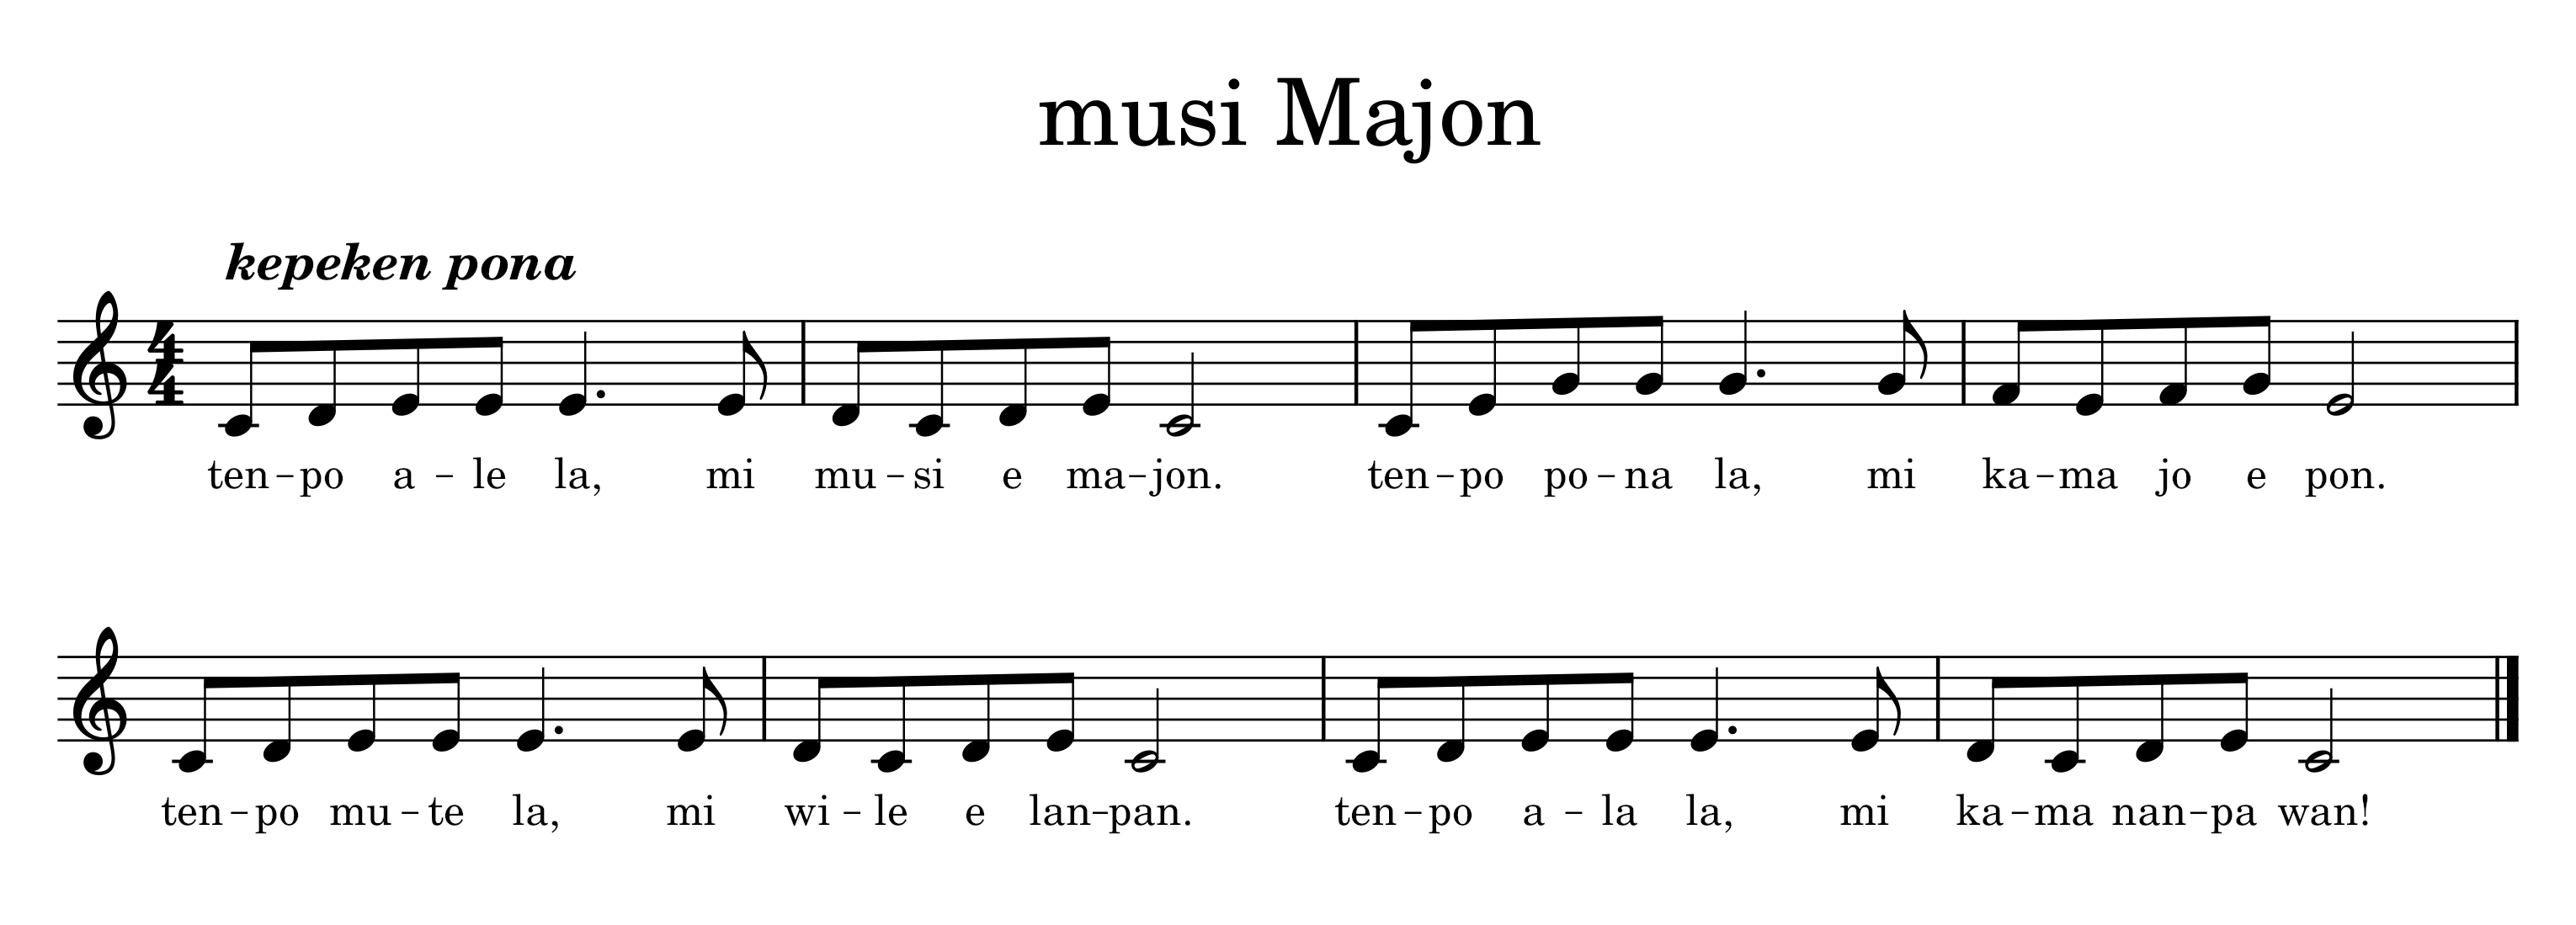 musi Majon
kepeken pona
4
4
ten – po a – le la, mi mu – si e ma – jon. ten – po po – na la, mi ka – ma jo e pon.
ten – po mu – te la, mi wi – le e lan – pan. ten – po a – la la, mi ka – ma nan – pa wan!